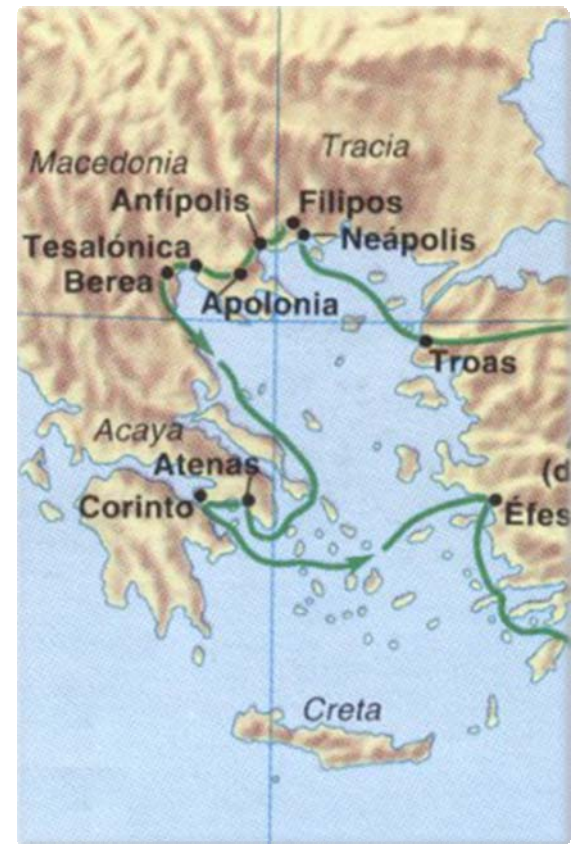 Tracia
Macedonia
Anfípolis
Filipos
Neápolis
Tesalónica
Berea
Apolonia
Troas
Acaya
Atenas
Corinto
(d
Éfes
Creta